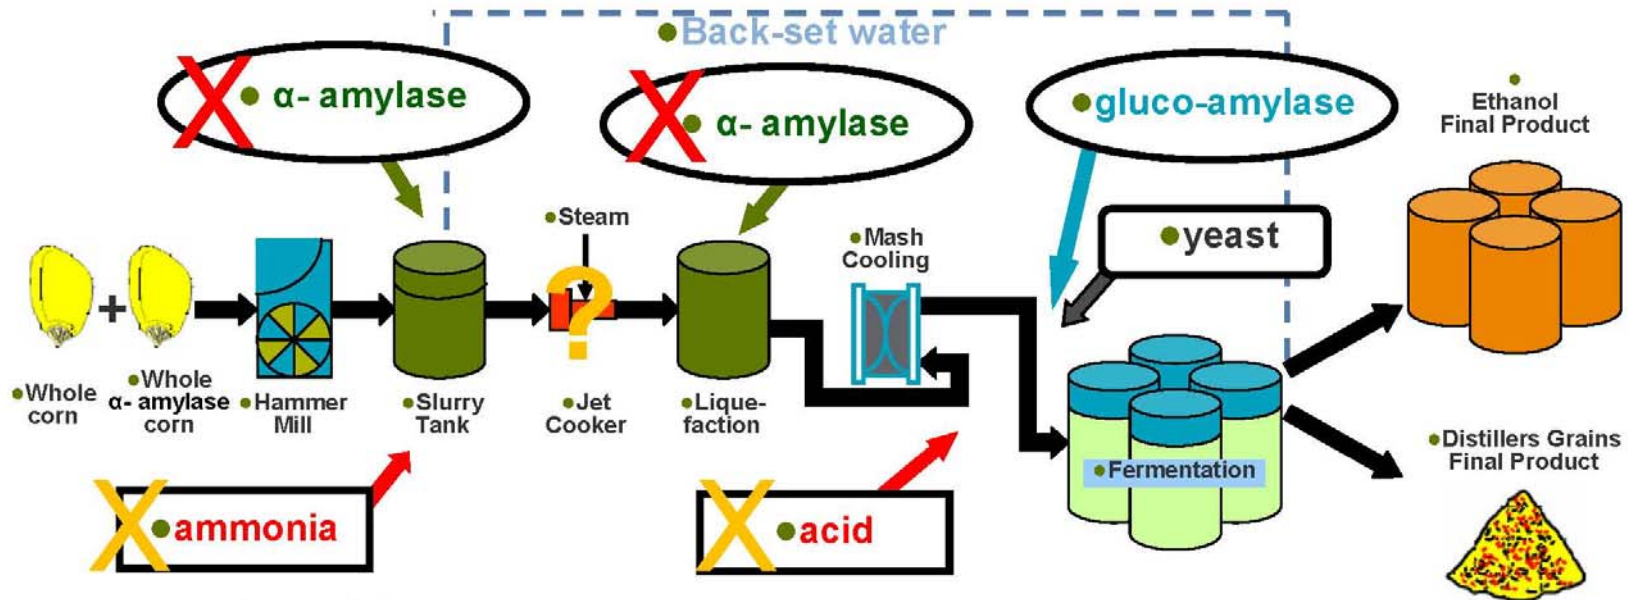 •Back-set water
X • α- amylase
X • α- amylase
•gluco-amylase
•
Ethanol
Final Product
•Steam
?
•Mash
Cooling
•yeast
+
•Whole
corn
•Whole
α- amylase
corn
•Hammer
Mill
•Slurry
Tank
•Jet
Cooker
•Lique-
faction
•Fermentation
•Distillers Grains
Final Product
X •ammonia
X •acid